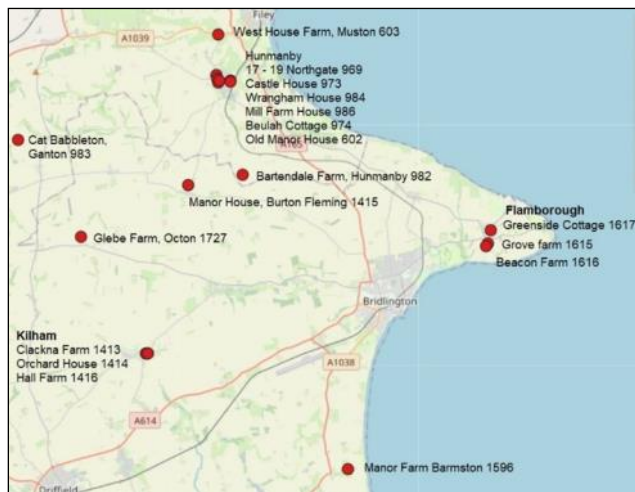 Filey
A1039
West House Farm, Muston 603
Hunmanby
17 - 19 Northgate 969
Castle House 973
Wrangham House 984
Mill Farm House 986
Beulah Cottage 974
Old Manor House 602
Cat Babbleton,
Ganton 983
A165
Bartendale Farm, Hunmanby 982
Manor House, Burton Fleming 1415
Flamborough
Greenside Cottage 1617
Grove farm 1615
Beacon Farm 1616
Glebe Farm, Octon 1727
Bridlington
Kilham
Clackna Farm 1413
Orchard House 1414
Hall Farm 1416
A1038
A614
Manor Farm Barmston 1596
Driffield